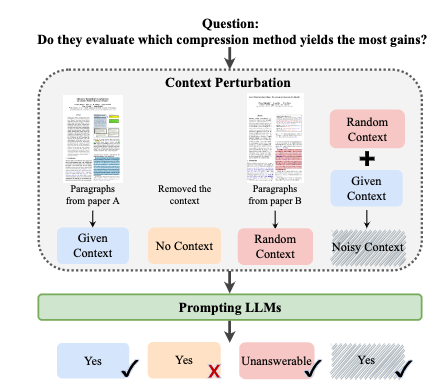 Question:
Do they evaluate which compression method yields the most gains?
Context Perturbation
Random
Context
Given
Context
Paragraphs
from paper A
Removed the
context
Paragraphs
from paper B
Given
Context
No Context
Random
Context
Noisy Context
Prompting LLMs
Yes
Yes
X
Unanswerable
Yes